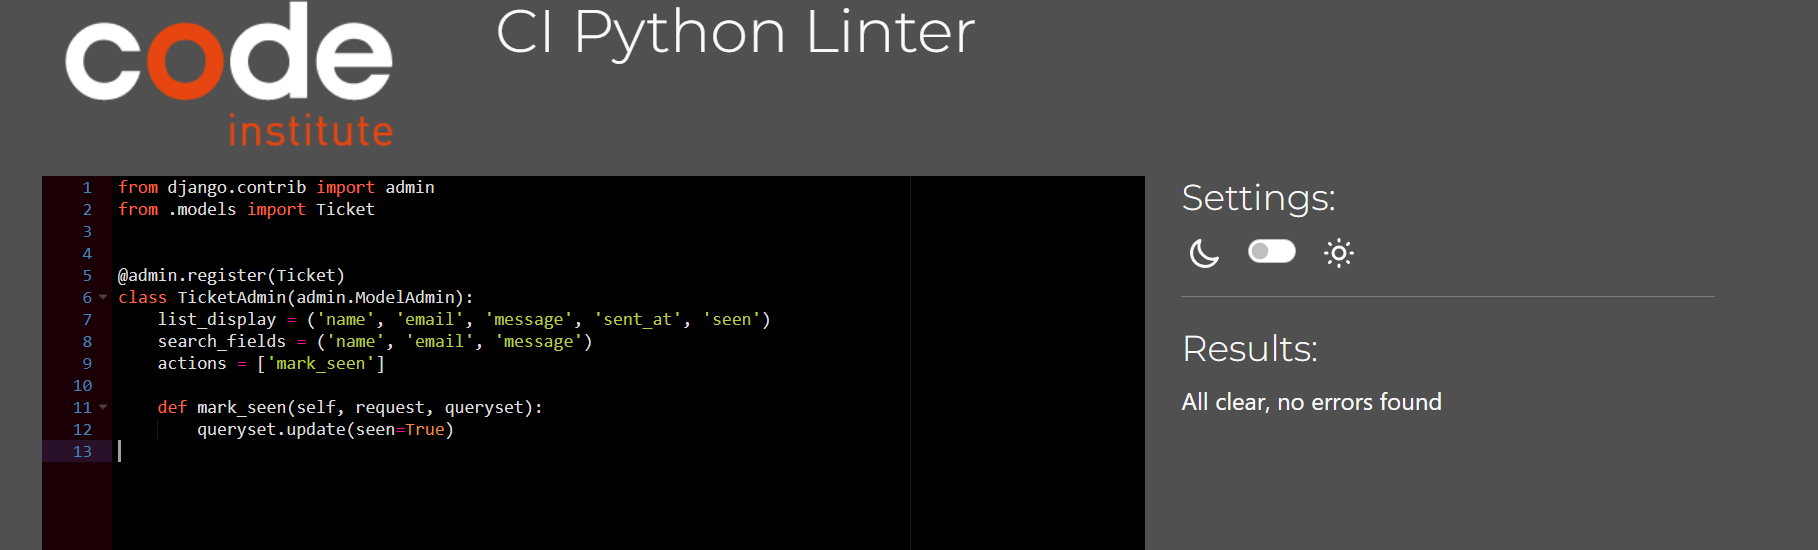 code
institute
CI Python Linter
1 from django.contrib import admin
2 from .models import Ticket
3
4
5 @admin.register(Ticket)
6 class TicketAdmin(admin.ModelAdmin):
7     list_display = ('name', 'email', 'message', 'sent_at', 'seen')
8     search_fields = ('name', 'email', 'message')
9     actions = ['mark_seen']
10
11     def mark_seen(self, request, queryset):
12         queryset.update(seen=True)
13
Settings:
Results:
All clear, no errors found